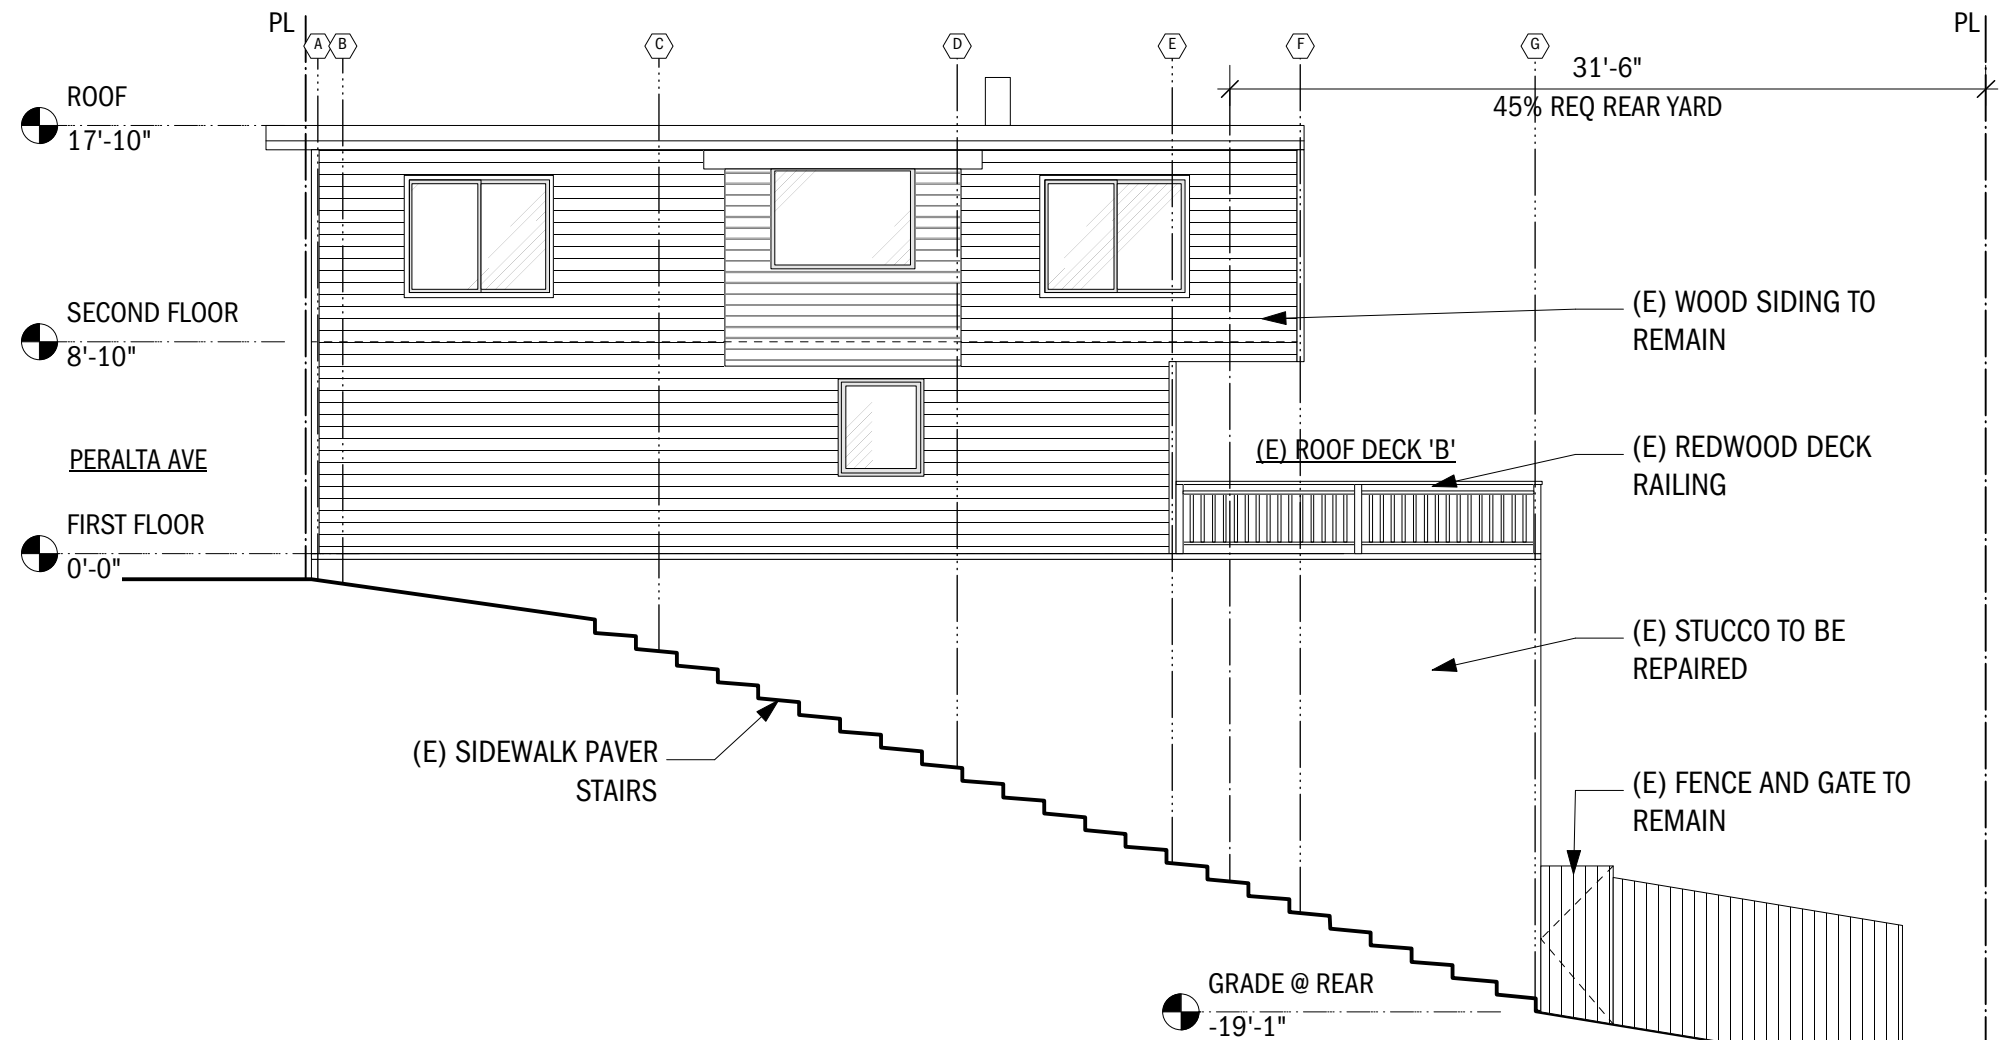 PL
PL
A
B
C
D
E
F
G
31'-6"
45% REQ REAR YARD
ROOF
17'-10"
SECOND FLOOR
8'-10"
(E) WOOD SIDING TO
REMAIN
PERALTA AVE
(E) ROOF DECK 'B'
(E) REDWOOD DECK
RAILING
FIRST FLOOR
0'-0"
(E) STUCCO TO BE
REPAIRED
(E) SIDEWALK PAVER
STAIRS
(E) FENCE AND GATE TO
REMAIN
GRADE @ REAR
-19'-1"